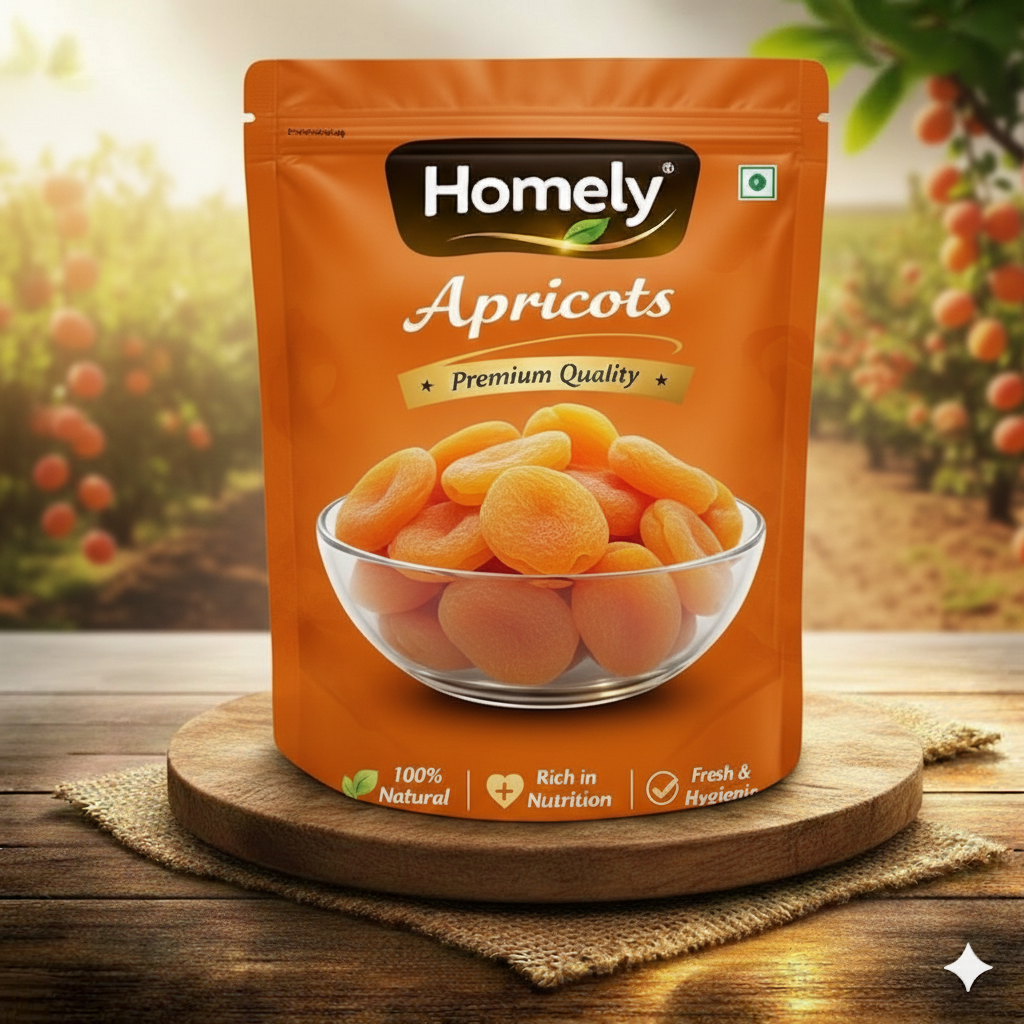 Homely®
Apricots
★ Premium Quality ★
100%
Natural
Rich in
Nutrition
Fresh &
Hygienic